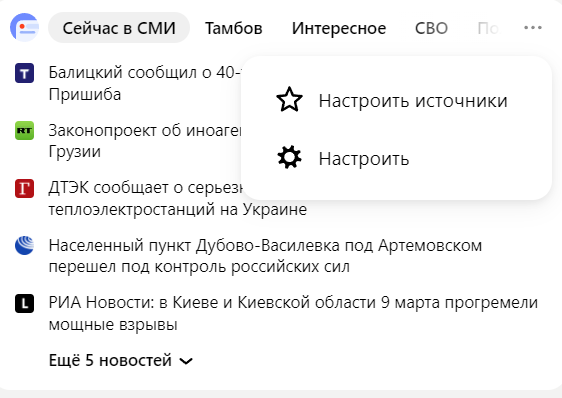 Сейчас в СМИ Тамбов Интересное СВО
Балицкий сообщил о 40-
Пришиба
Настроить источники
Законопроект об иноаге
Грузии
Настроить
ДТЭК сообщает о серьезн
теплоэлектростанций на Украине
Населенный пункт Дубово-Василевка под Артемовском
перешел под контроль российских сил
РИА Новости: в Киеве и Киевской области 9 марта прогремели
мощные взрывы
Ещё 5 новостей